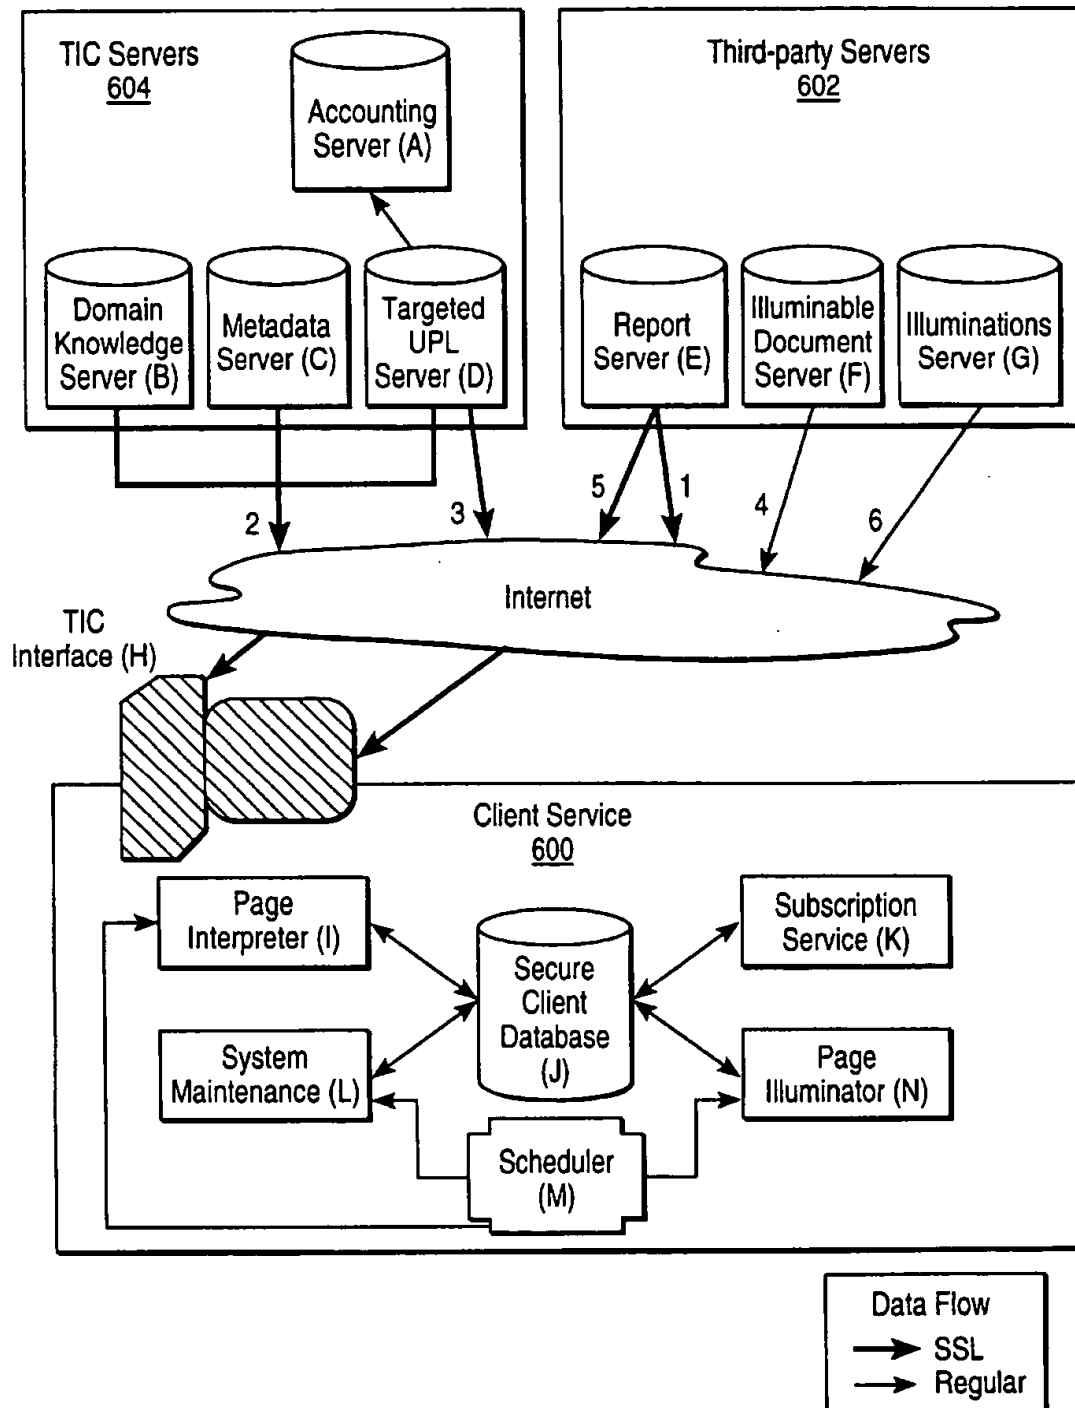 TIC Servers
604
Accounting
Server (A)
Domain
Knowledge
Server (B)
Metadata
Server (C)
Targeted
UPL
Server (D)
Third-party Servers
602
Report
Server (E)
Illuminable
Document
Server (F)
Illuminations
Server (G)
2
3
5
1
4
6
Internet
TIC
Interface (H)
Client Service
600
Page
Interpreter (I)
Secure
Client
Database
(J)
Subscription
Service (K)
System
Maintenance (L)
Page
Illuminator (N)
Scheduler
(M)
Data Flow
SSL
Regular